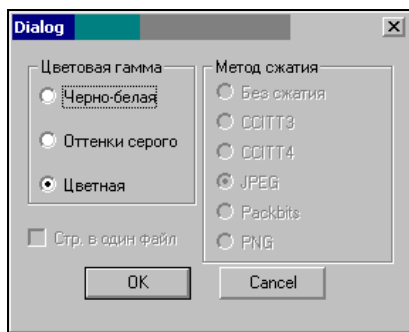 Dialog
Цветовая гамма
Черно-белая
Оттенки серого
Цветная
Стр. в один файл
Метод сжатия
Без сжатия
CCITT3
CCITT4
JPEG
Packbits
PNG
OK
Cancel